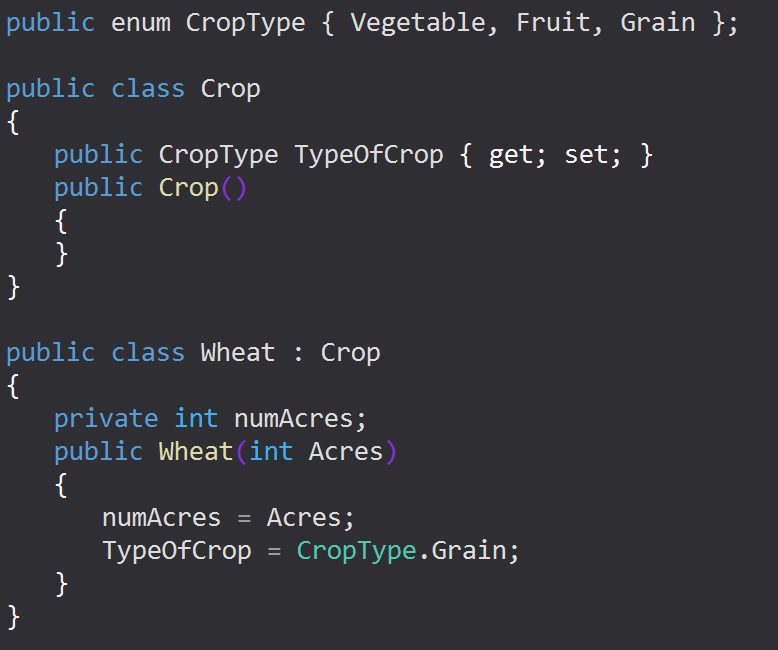 public enum CropType { Vegetable, Fruit, Grain };
public class Crop
{
public CropType TypeOfCrop { get; set; }
public Crop()
{
}
}
public class Wheat : Crop
{
private int numAcres;
public Wheat(int Acres)
{
numAcres = Acres;
TypeOfCrop = CropType.Grain;
}
}